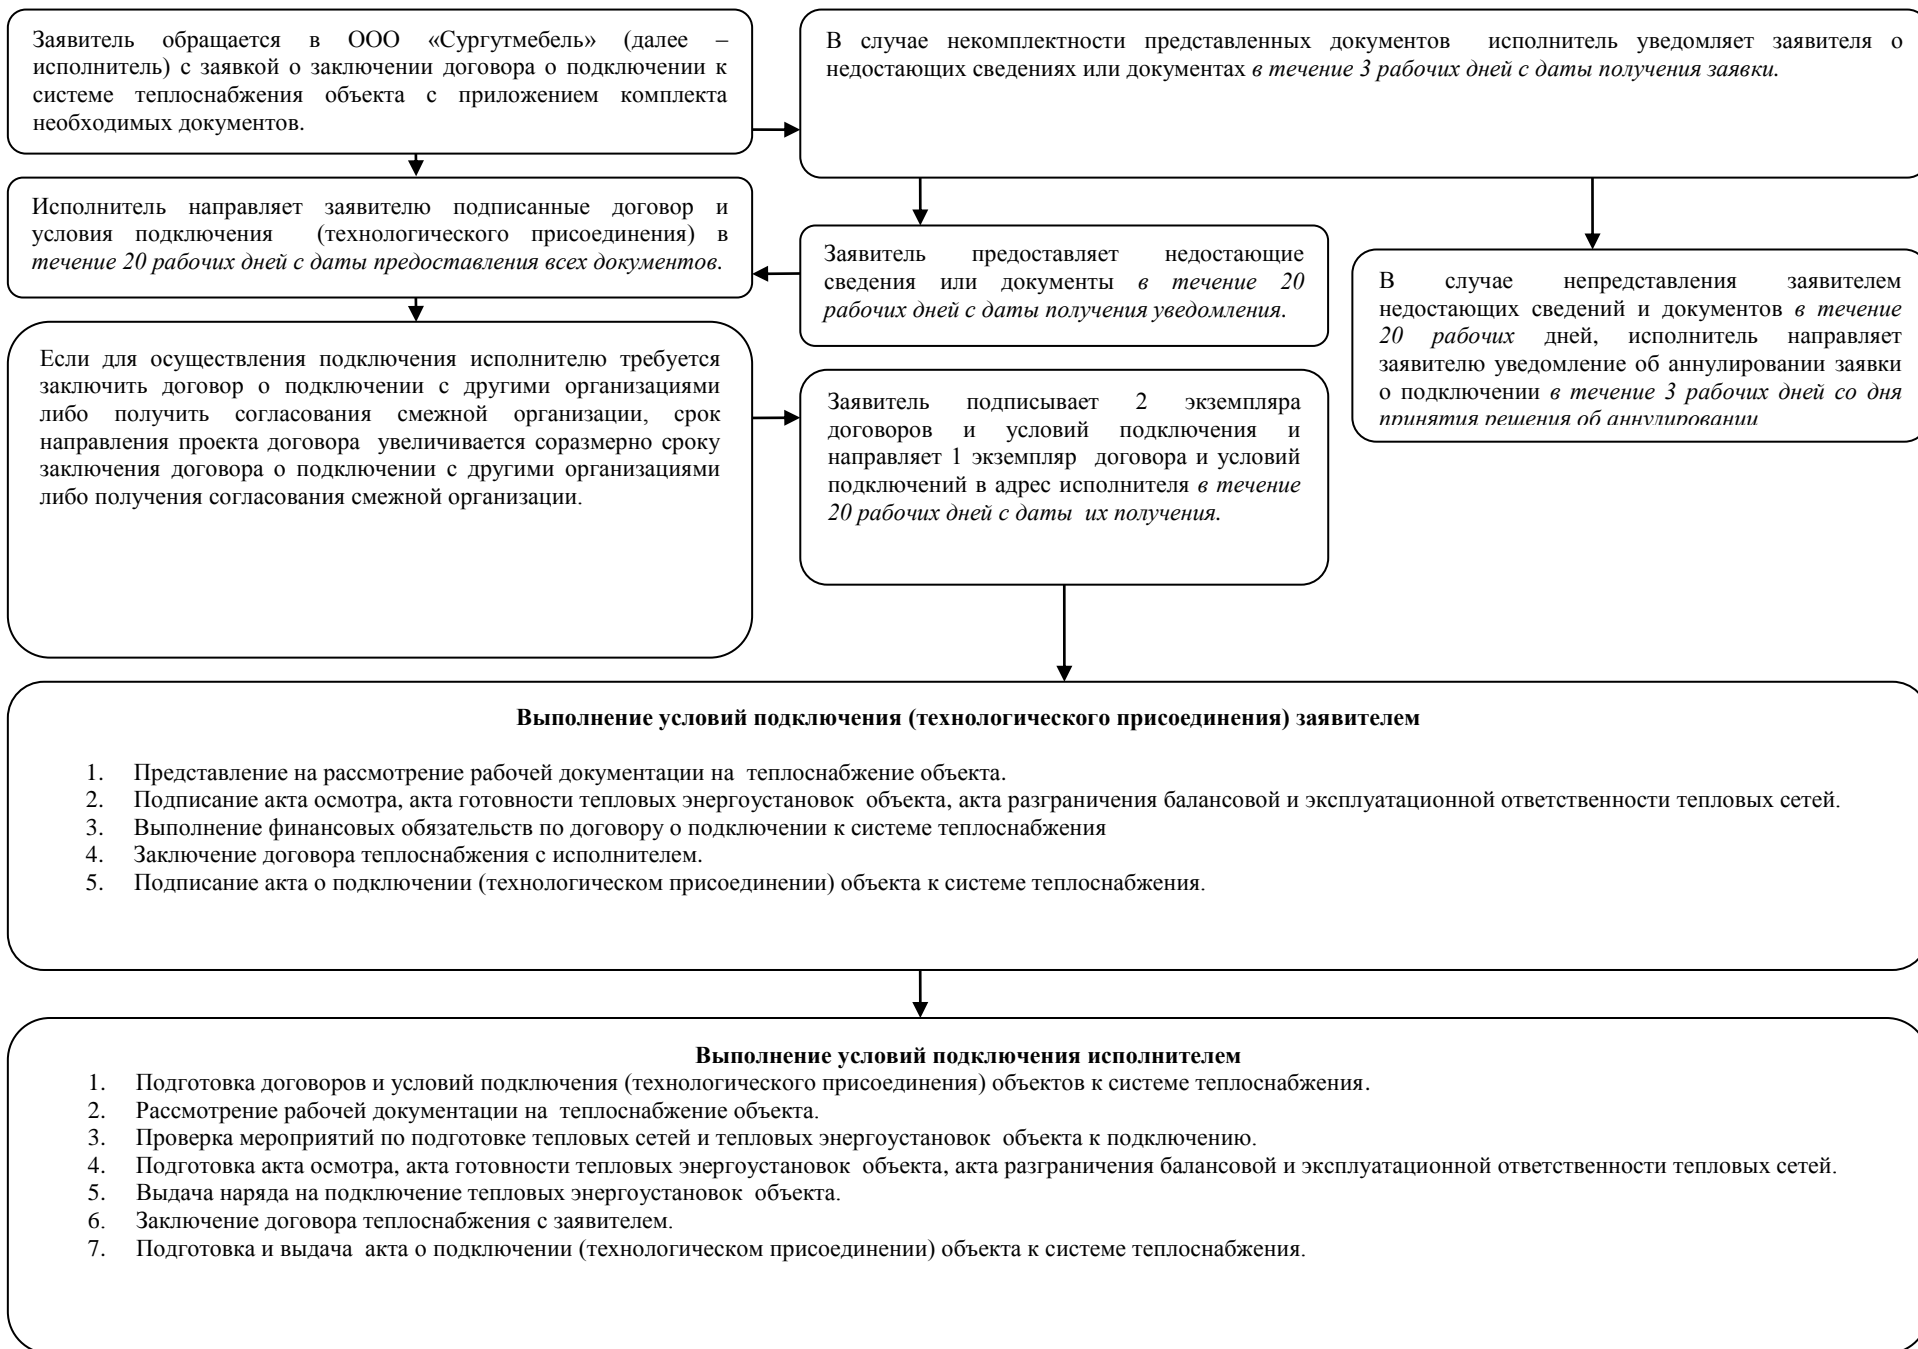 Заявитель обращается в ООО «Сургутмебель» (далее –
исполнитель) с заявкой о заключении договора о подключении к
системе теплоснабжения объекта с приложением комплекта
необходимых документов.
В случае некомплектности представленных документов исполнитель уведомляет заявителя о
недостающих сведениях или документах в течение 3 рабочих дней с даты получения заявки.
Исполнитель направляет заявителю подписанные договор и
условия подключения (технологического присоединения) в
течение 20 рабочих дней с даты предоставления всех документов.
Заявитель предоставляет недостающие
сведения или документы в течение 20
рабочих дней с даты получения уведомления.
В случае непредставления заявителем
недостающих сведений и документов в течение
20 рабочих дней, исполнитель направляет
заявителю уведомление об аннулировании заявки
о подключении в течение 3 рабочих дней со дня
принятия решения об аннулировании
Если для осуществления подключения исполнителю требуется
заключить договор о подключении с другими организациями
либо получить согласования смежной организации, срок
направления проекта договора увеличивается соразмерно сроку
заключения договора о подключении с другими организациями
либо получения согласования смежной организации.
Заявитель подписывает 2 экземпляра
договоров и условий подключения и
направляет 1 экземпляр договора и условий
подключений в адрес исполнителя в течение
20 рабочих дней с даты их получения.
Выполнение условий подключения (технологического присоединения) заявителем
1. Представление на рассмотрение рабочей документации на теплоснабжение объекта.
2. Подписание акта осмотра, акта готовности тепловых энергоустановок объекта, акта разграничения балансовой и эксплуатационной ответственности тепловых сетей.
3. Выполнение финансовых обязательств по договору о подключении к системе теплоснабжения
4. Заключение договора теплоснабжения с исполнителем.
5. Подписание акта о подключении (технологическом присоединении) объекта к системе теплоснабжения.
Выполнение условий подключения исполнителем
1. Подготовка договоров и условий подключения (технологического присоединения) объектов к системе теплоснабжения.
2. Рассмотрение рабочей документации на теплоснабжение объекта.
3. Проверка мероприятий по подготовке тепловых сетей и тепловых энергоустановок объекта к подключению.
4. Подготовка акта осмотра, акта готовности тепловых энергоустановок объекта, акта разграничения балансовой и эксплуатационной ответственности тепловых сетей.
5. Выдача наряда на подключение тепловых энергоустановок объекта.
6. Заключение договора теплоснабжения с заявителем.
7. Подготовка и выдача акта о подключении (технологическом присоединении) объекта к системе теплоснабжения.